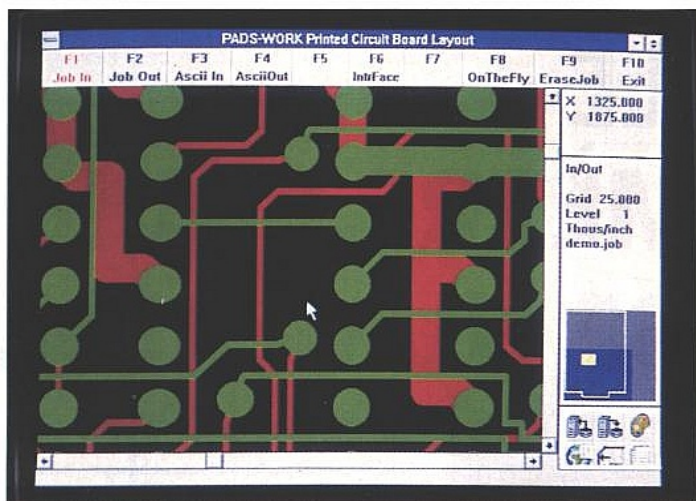 PADS-WORK Printed Circuit Board Layout
F1 F2 F3 F4 F5 F6 F7 F8 F9 F10
Job In Job Out Ascii In AsciiOut IntrFace OnTheFly EraseJob Exit
X 1325.000
Y 1075.000
In/Out
Grid 25.000
Level 1
Thous/inch
demo.job